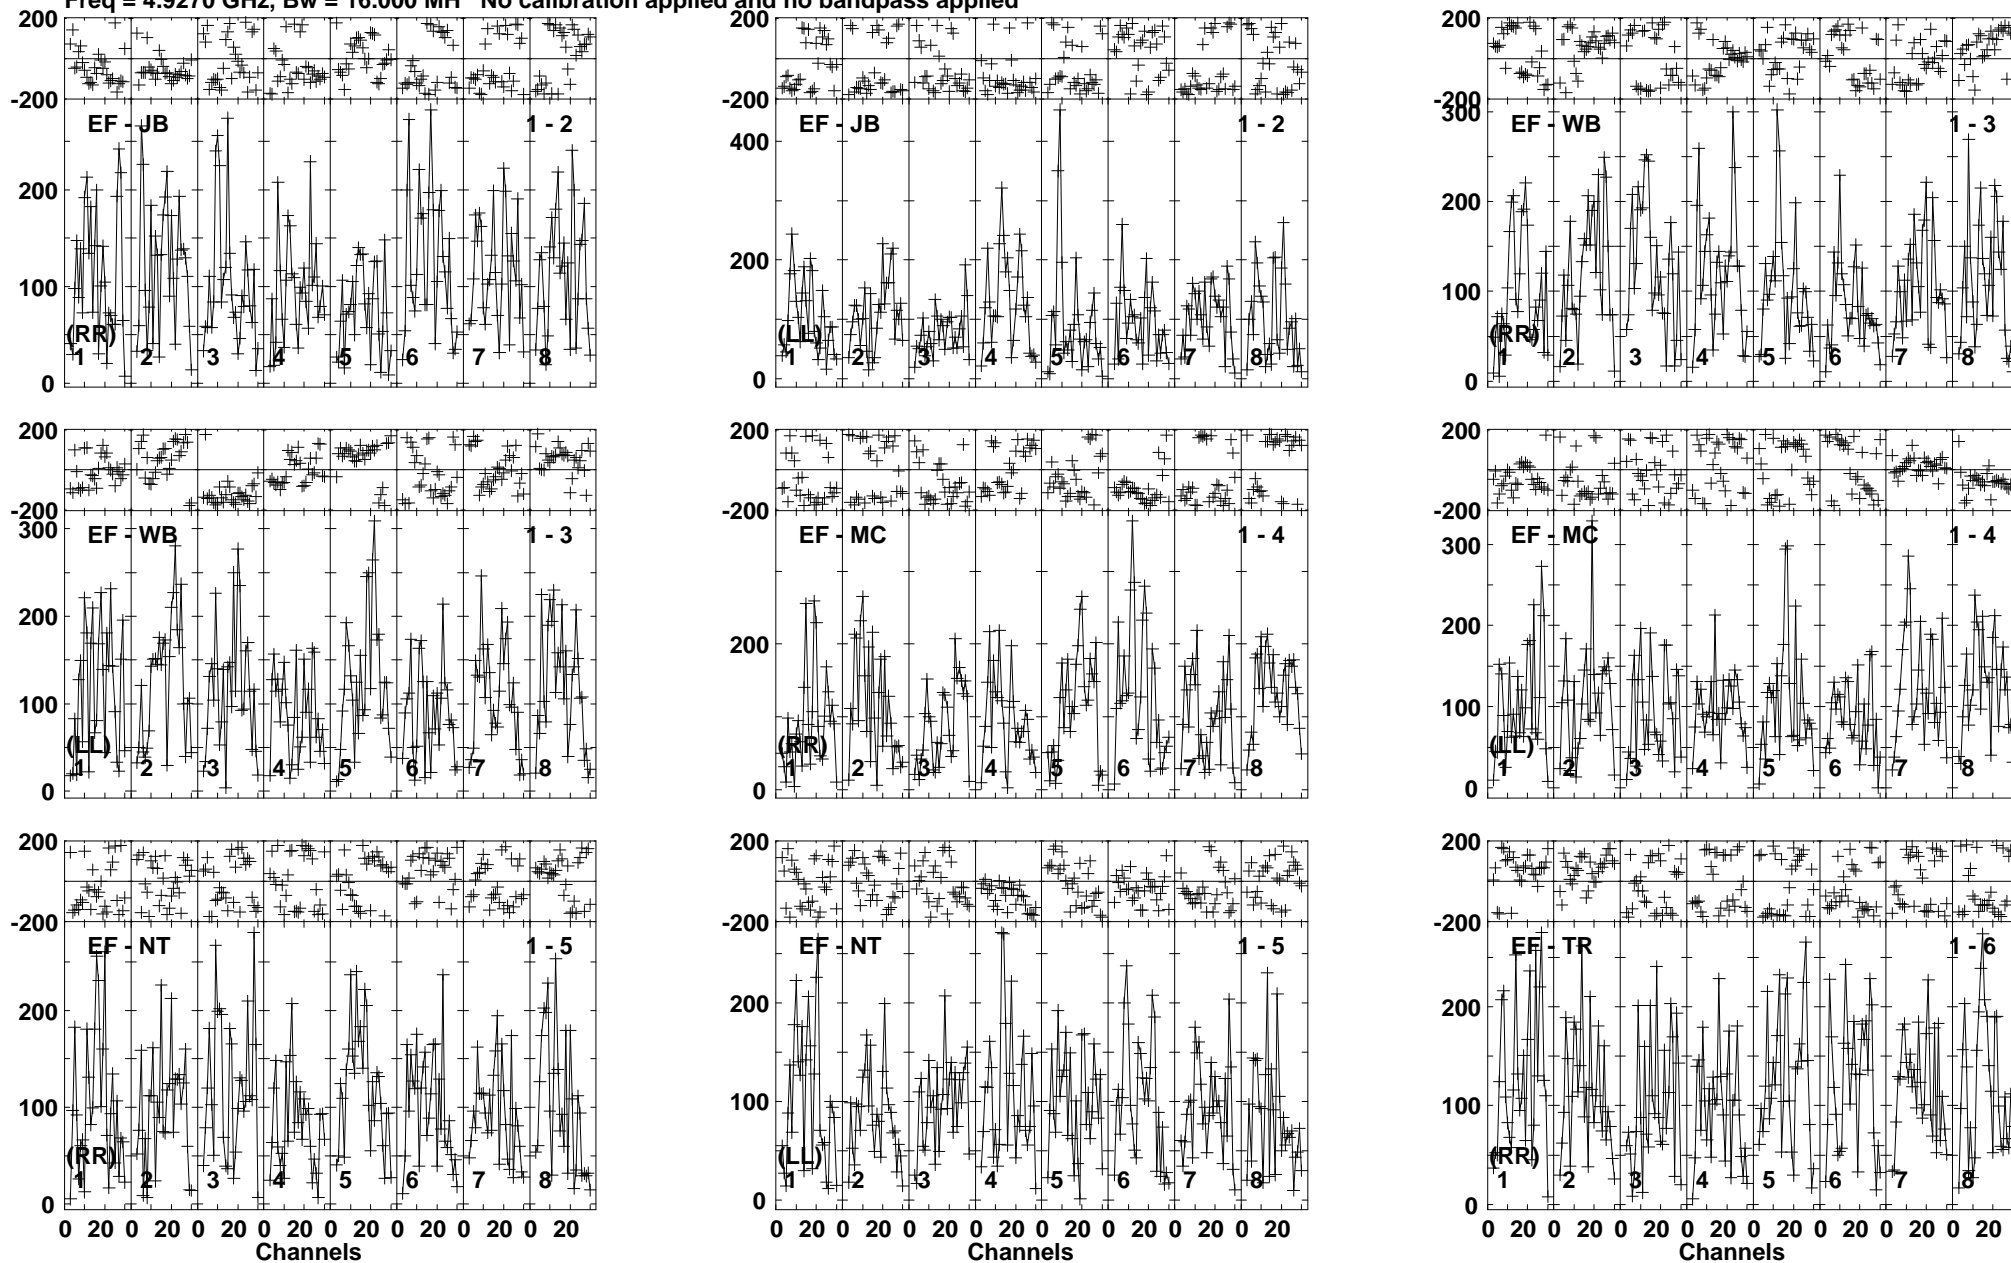 Freq = 4.9270 GHz, Bw = 16.000 MH No calibration applied and no bandpass applied
200 200 200
-200 -200 -200
EF - JB 1 - 2 EF - JB 1 - 2 EF - WB 1 - 3
300
400
200 200 200
100 100
(RR) (LL) (RR)
1 2 3 4 5 6 7 8 1 2 3 4 5 6 7 8 1 2 3 4 5 6 7 8
0 0 0
200 200 200
-200 -200 -200
EF - WB 1 - 3 EF - MC 1 - 4 EF - MC 1 - 4
300 300
200 200 200
100 100
(LL) (RR) (LL)
1 2 3 4 5 6 7 8 1 2 3 4 5 6 7 8 1 2 3 4 5 6 7 8
0 0 0
200 200 200
-200 -200 -200
EF - NT 1 - 5 EF - NT 1 - 5 EF - TR 1 - 6
200 200 200
100 100 100
(RR) (LL) (RR)
1 2 3 4 5 6 7 8 1 2 3 4 5 6 7 8 1 2 3 4 5 6 7 8
0 0 0
0 20 0 20 0 20 0 20 0 20 0 20 0 20 0 20 0 20 0 20 0 20 0 20 0 20 0 20 0 20 0 20 0 20 0 20 0 20 0 20 0 20 0 20 0 20 0 20
Channels Channels Channels